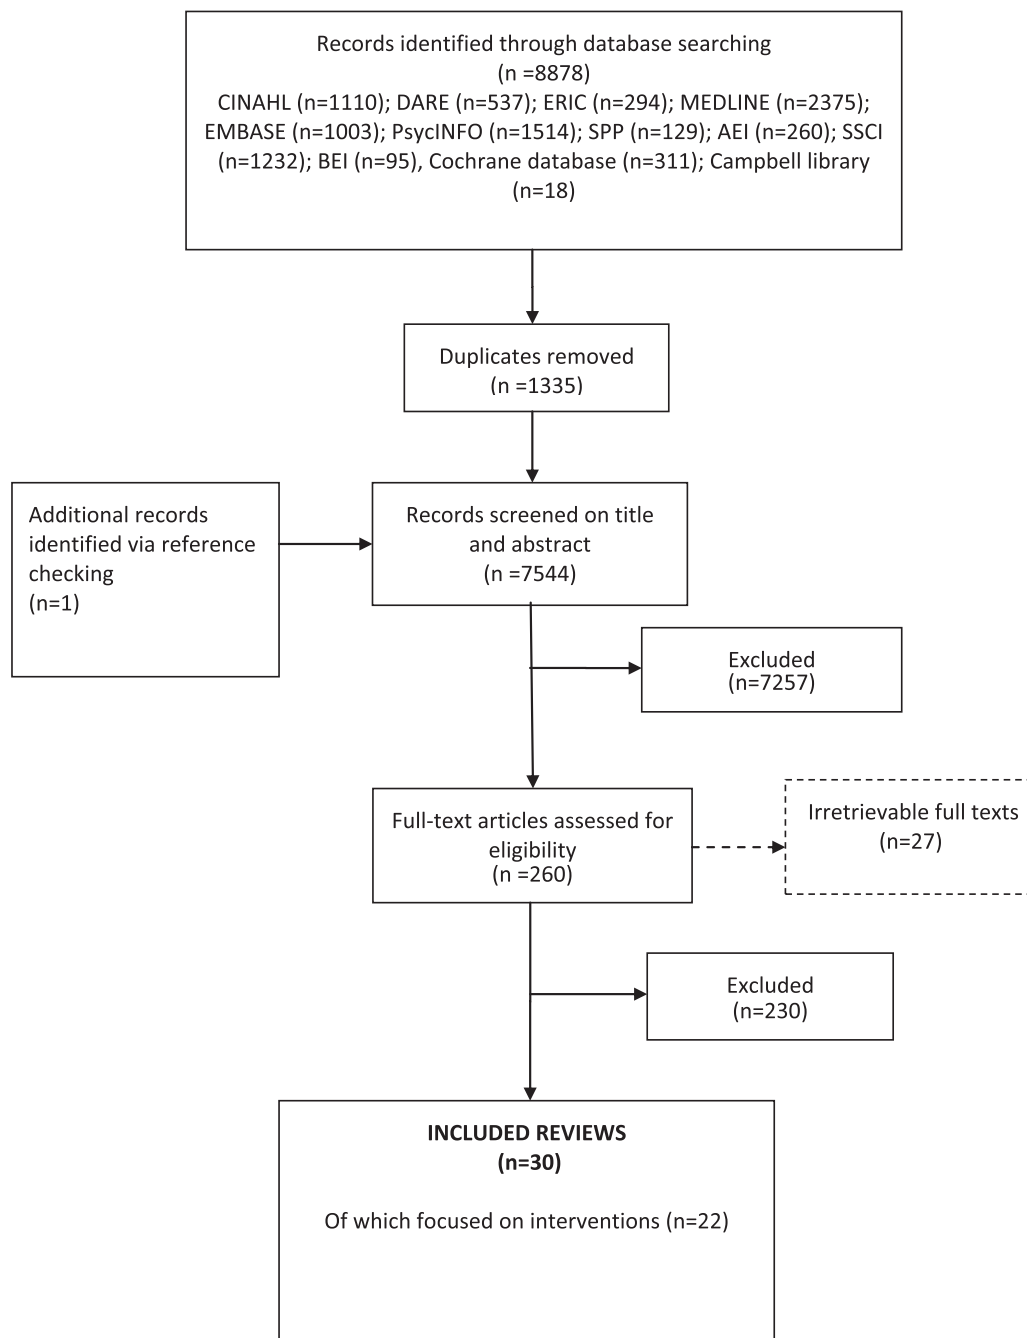 Records identified through database searching
(n =8878)
CINAHL (n=1110); DARE (n=537); ERIC (n=294); MEDLINE (n=2375);
EMBASE (n=1003); PsycINFO (n=1514); SPP (n=129); AEI (n=260); SSCI
(n=1232); BEI (n=95), Cochrane database (n=311); Campbell library
(n=18)
Duplicates removed
(n =1335)
Additional records
identified via reference
checking
(n=1)
Records screened on title
and abstract
(n =7544)
Excluded
(n=7257)
Full-text articles assessed for
eligibility
(n =260)
Irretrievable full texts
(n=27)
Excluded
(n=230)
INCLUDED REVIEWS
(n=30)
Of which focused on interventions (n=22)